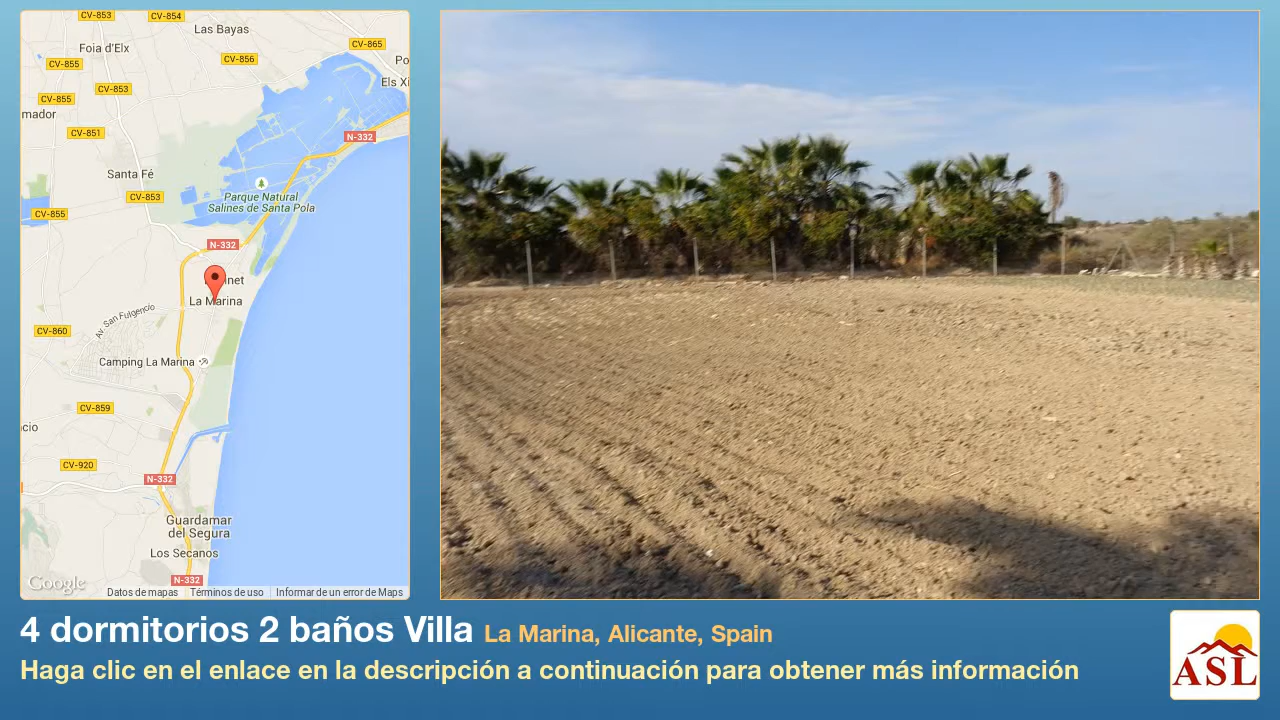 CV-853
CV-854
Las Bayas
Foia d'Elx
CV-865
CV-856
CV-855
Po
Els Xi
CV-853
CV-855
mador
CV-851
N-332
Santa Fé
CV-853
Parque Natural
Salines de Santa Pola
CV-855
N-332
inet
La Marina
Av. San Fulgencio
CV-860
Camping La Marina
CV-859
cio
CV-920
N-332
Guardamar
del Segura
Los Secanos
N-332
Google
Datos de mapas
Términos de uso
Informar de un error de Maps
4 dormitorios 2 baños Villa La Marina, Alicante, Spain
Haga clic en el enlace en la descripción a continuación para obtener más información
ASL